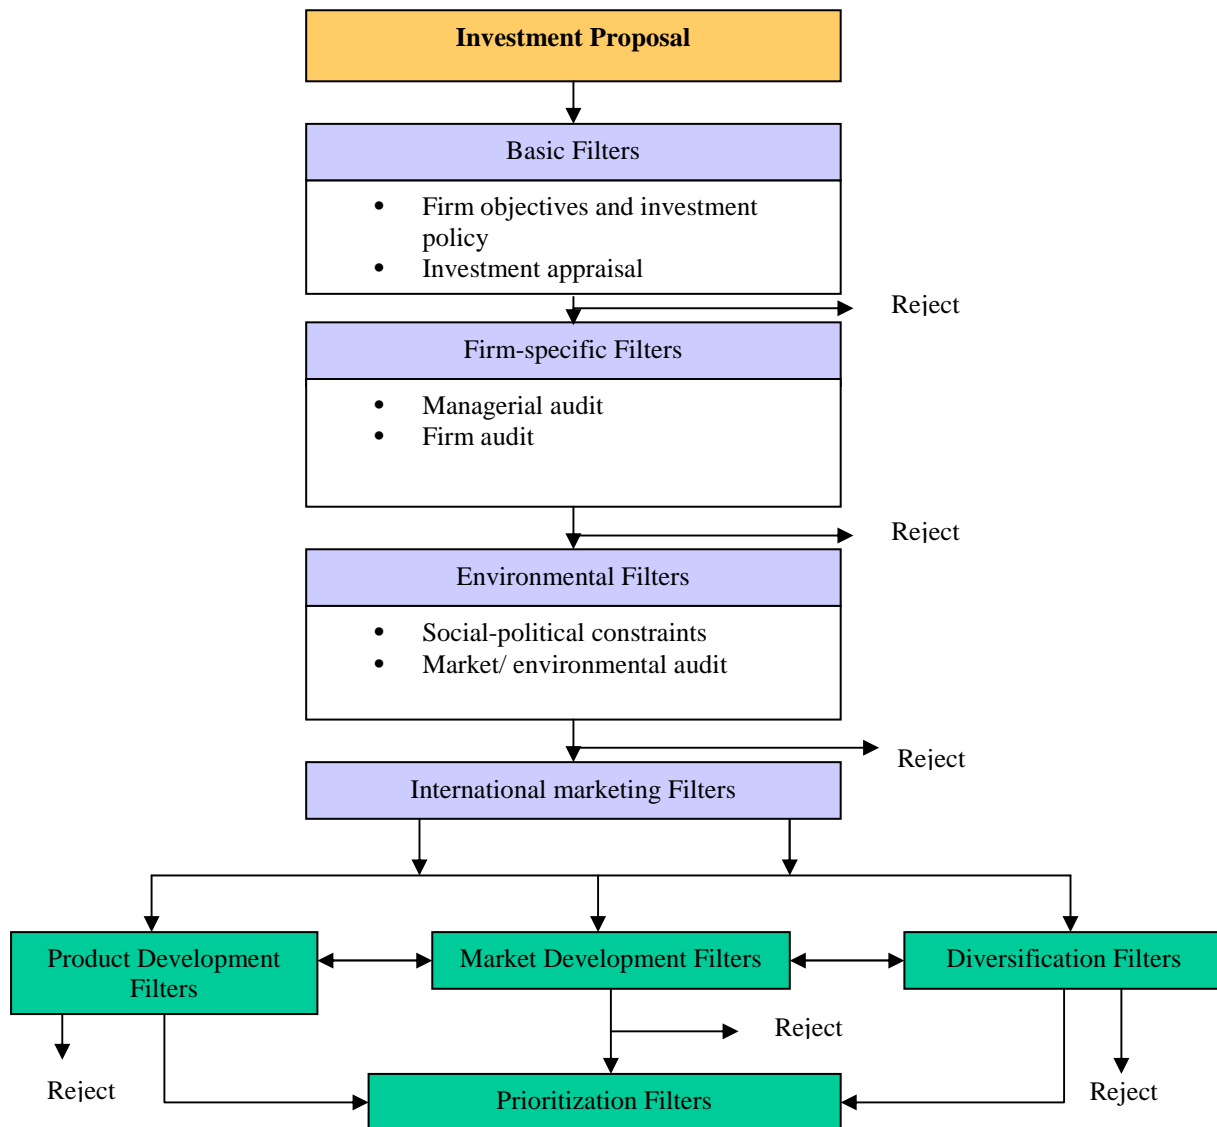 Investment Proposal
Basic Filters
• Firm objectives and investment
policy
• Investment appraisal
Reject
Firm-specific Filters
• Managerial audit
• Firm audit
Reject
Environmental Filters
• Social-political constraints
• Market/ environmental audit
Reject
International marketing Filters
Product Development
Filters
Market Development Filters
Diversification Filters
Reject
Reject
Reject
Prioritization Filters